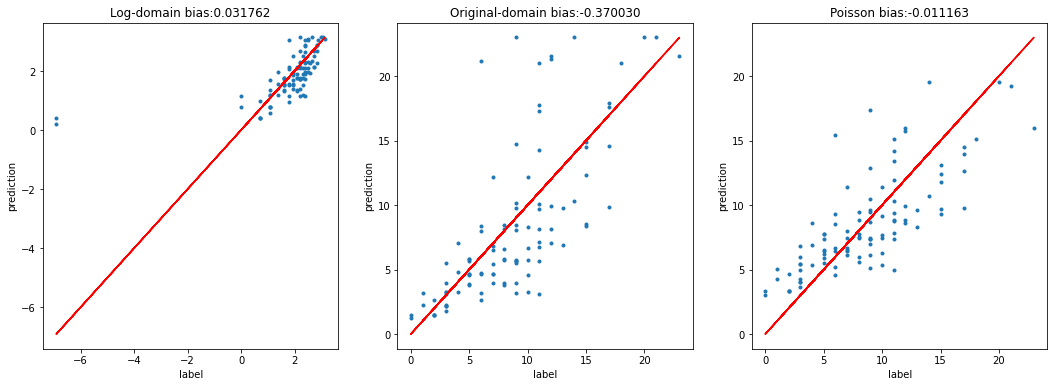 Log-domain bias:0.031762
prediction
2
0
−2
−4
−6
−6 −4 −2 0 2
label
Original-domain bias:-0.370030
prediction
20
15
10
5
0
0 5 10 15 20
label
Poisson bias:-0.011163
prediction
20
15
10
5
0
0 5 10 15 20
label